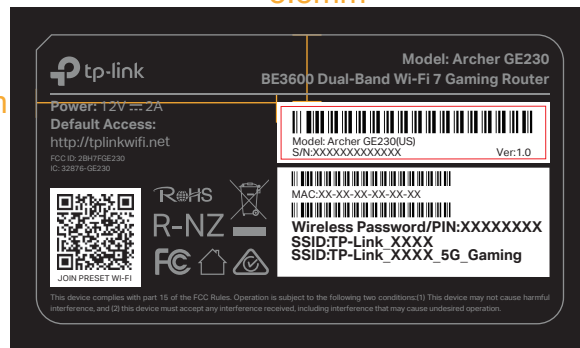 tp-link
Model: Archer GE230
BE3600 Dual-Band Wi-Fi 7 Gaming Router
Power: 12V ⎓ 2A
Default Access:
http://tplinkwifi.net
FCC ID: 2BH7FGE230
IC: 32876-GE230
Model: Archer GE230(US)
S/N:XXXXXXXXXXXXX Ver:1.0
MAC:XX-XX-XX-XX-XX-XX
Wireless Password/PIN:XXXXXXXX
SSID:TP-Link_XXXX
SSID:TP-Link_XXXX_5G_Gaming
RoHS
R-NZ
FC
JOIN PRESET WI-FI
This device complies with part 15 of the FCC Rules. Operation is subject to the following two conditions:(1) This device may not cause harmful
interference, and (2) this device must accept any interference received, including interference that may cause undesired operation.